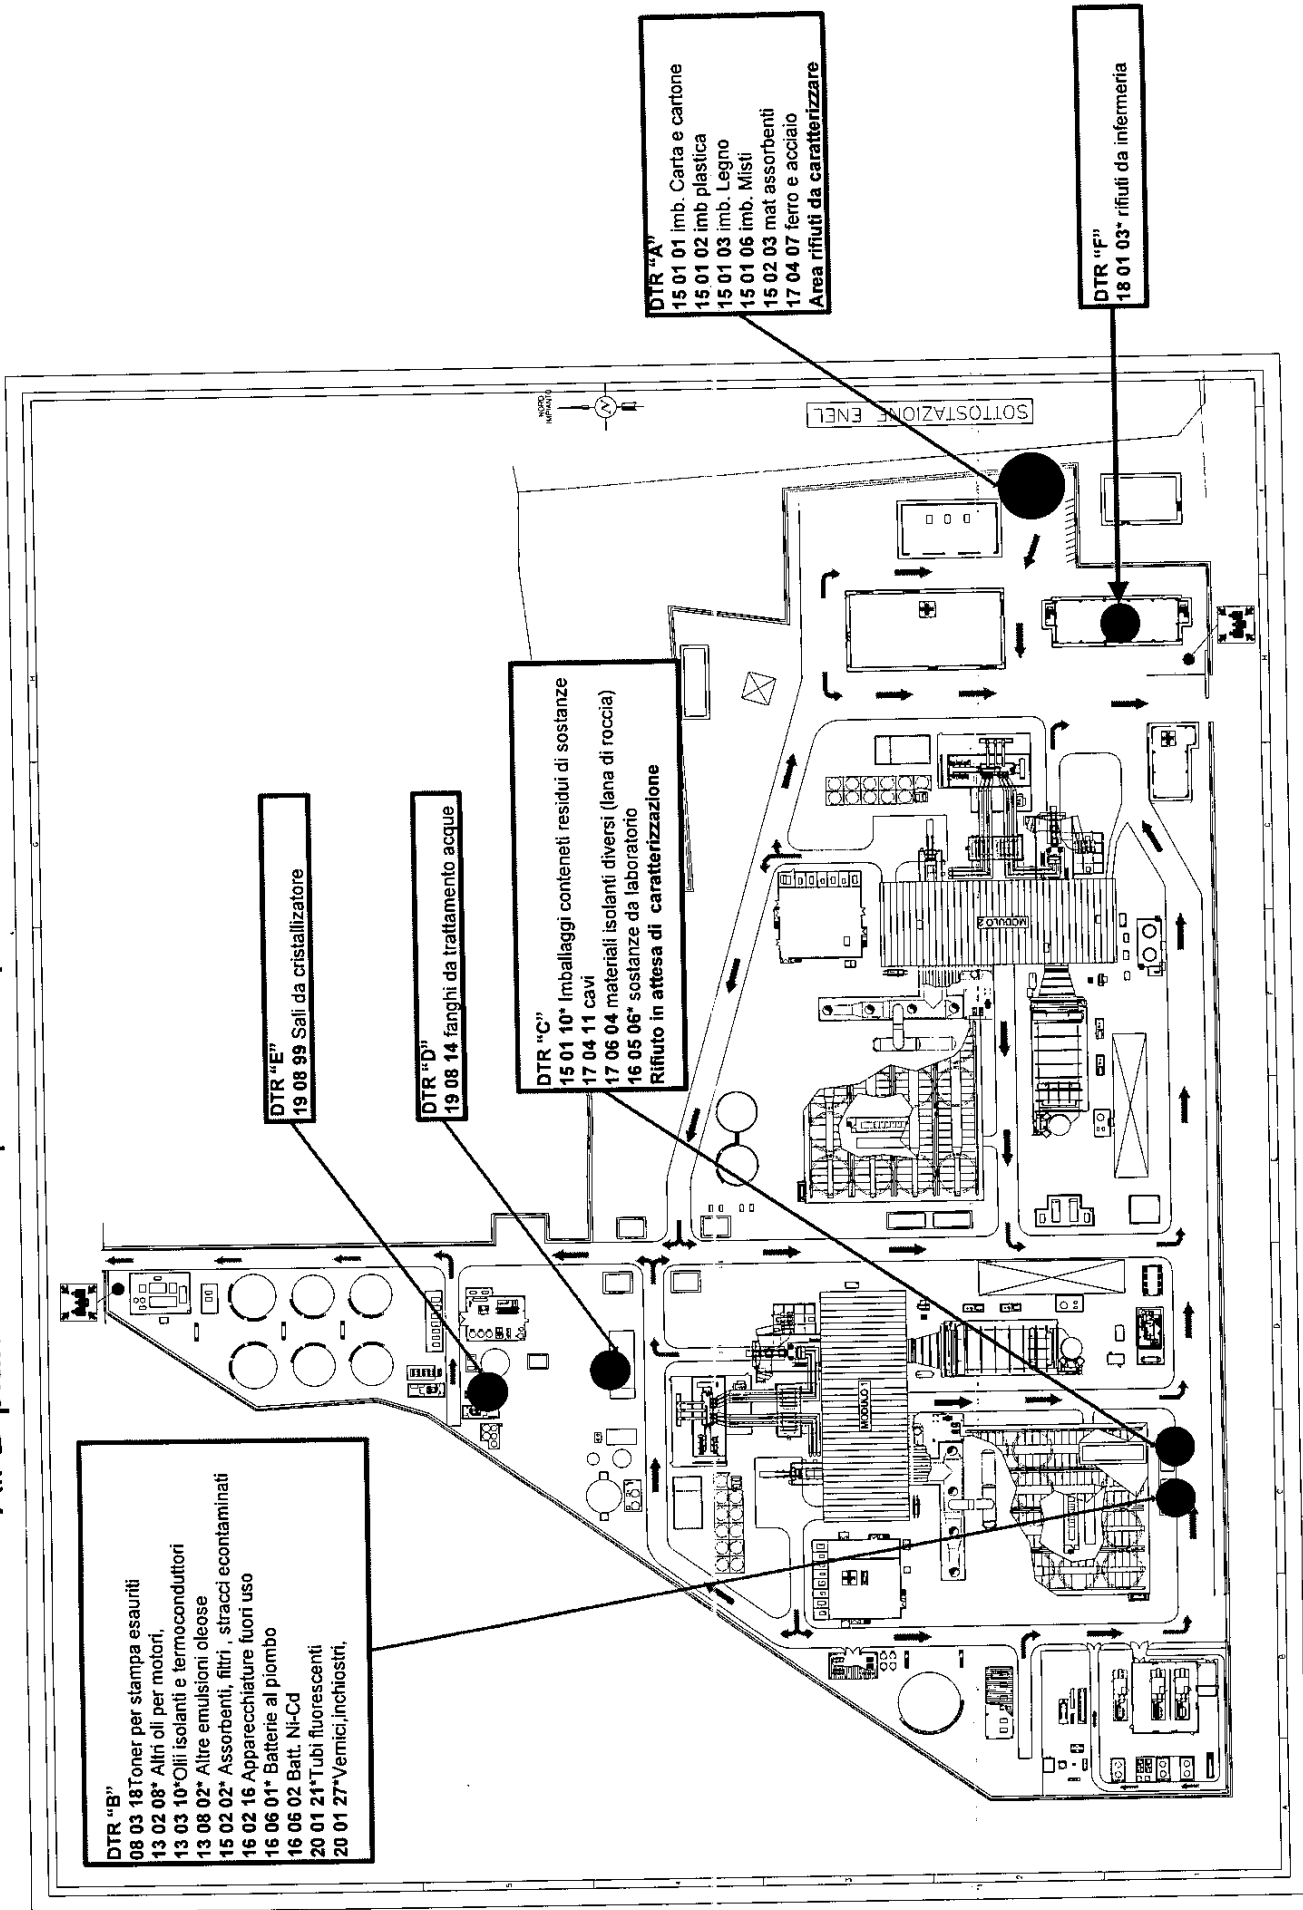 DTR "B"
08 03 18Toner per stampa esauriti
13 02 08* Altri oli per motori,
13 03 10*Olii isolanti e termoconduttori
13 08 02* Altre emulsioni oleose
15 02 02* Assorbenti, filtri , stracci econtaminati
16 02 16 Apparecchiature fuori uso
16 06 01* Batterie al piombo
16 06 02 Batt. Ni-Cd
20 01 21*Tubi fluorescenti
20 01 27*Vernici,inchiostri,
DTR "E"
19 08 99 Sali da cristallizzatore
DTR "D"
19 08 14 fanghi da trattamento acque
DTR "C"
15 01 10* Imballaggi conteneti residui di sostanze
17 04 11 cavi
17 06 04 materiali isolanti diversi (lana di roccia)
16 05 06* sostanze da laboratorio
Rifiuto in attesa di caratterizzazione
DTR "A"
15 01 01 imb. Carta e cartone
15 01 02 imb plastica
15 01 03 imb. Legno
15 01 06 imb. Misti
15 02 03 mat assorbenti
17 04 07 ferro e acciaio
Area rifiuti da caratterizzare
DTR "F"
18 01 03* rifiuti da infermeria
NORD
IMPIANTO
N
SOTTOSTAZIONE ENEL
MODULO 2
MODULO 1